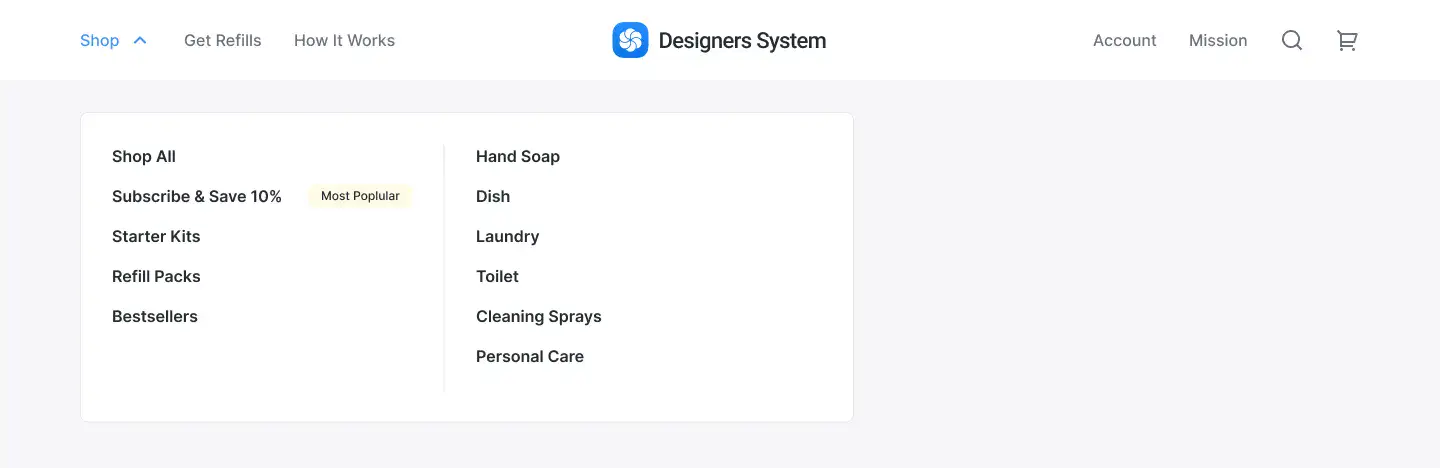 Shop
Get Refills
How It Works
Designers System
Account
Mission
Shop All
Subscribe & Save 10%
Most Poplular
Starter Kits
Refill Packs
Bestsellers
Hand Soap
Dish
Laundry
Toilet
Cleaning Sprays
Personal Care